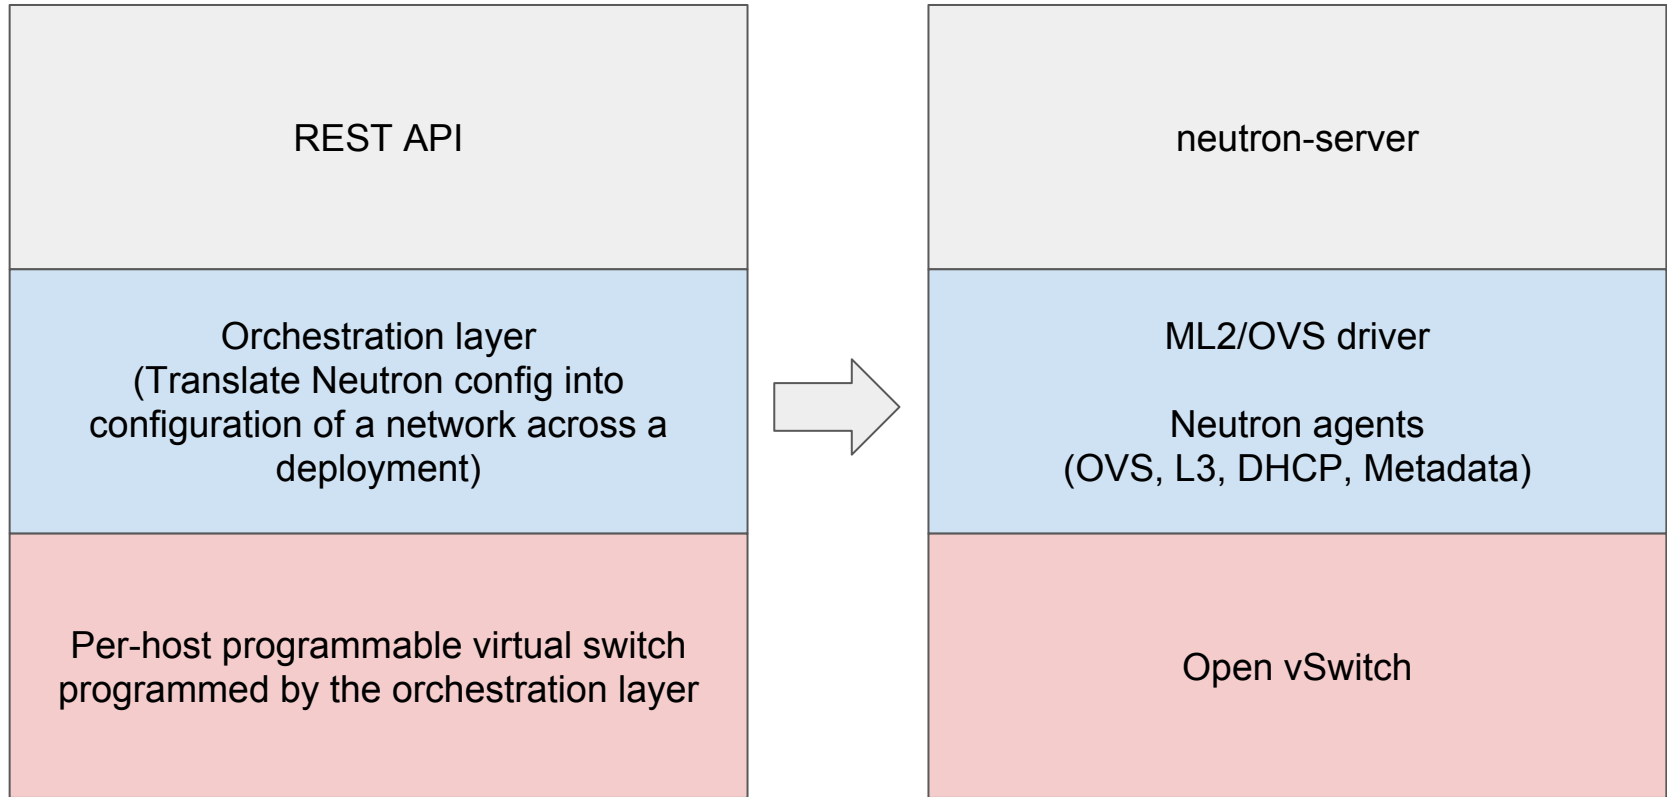 REST API
Orchestration layer
(Translate Neutron config into
configuration of a network across a
deployment)
Per-host programmable virtual switch
programmed by the orchestration layer
neutron-server
ML2/OVS driver
Neutron agents
(OVS, L3, DHCP, Metadata)
Open vSwitch